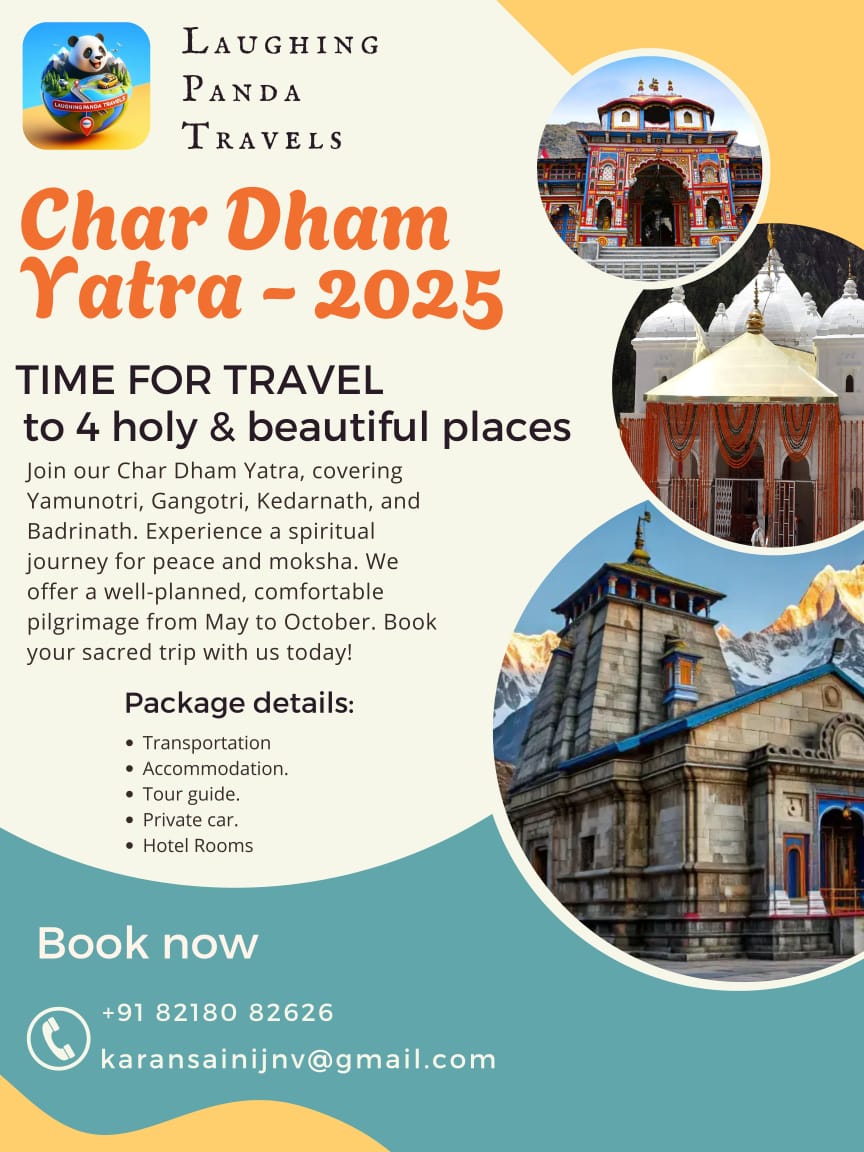 LAUGHING PANDA TRAVELS
Laughing
Panda
Travels
Char Dham
Yatra - 2025
TIME FOR TRAVEL
to 4 holy & beautiful places
Join our Char Dham Yatra, covering
Yamunotri, Gangotri, Kedarnath, and
Badrinath. Experience a spiritual
journey for peace and moksha. We
offer a well-planned, comfortable
pilgrimage from May to October. Book
your sacred trip with us today!
Package details:
• Transportation
• Accommodation.
• Tour guide.
• Private car.
• Hotel Rooms
Book now
+91 82180 82626
karansainijnv@gmail.com